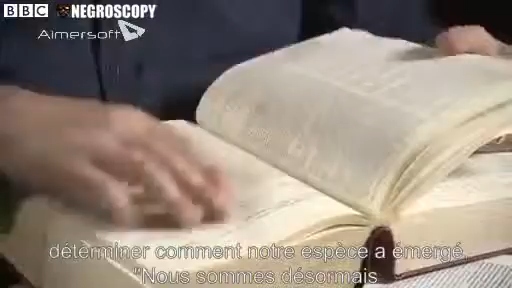 BBC NEGROSCOPY
Aimersoft
déterminer comment notre espèce a émergé.
"Nous sommes désormais